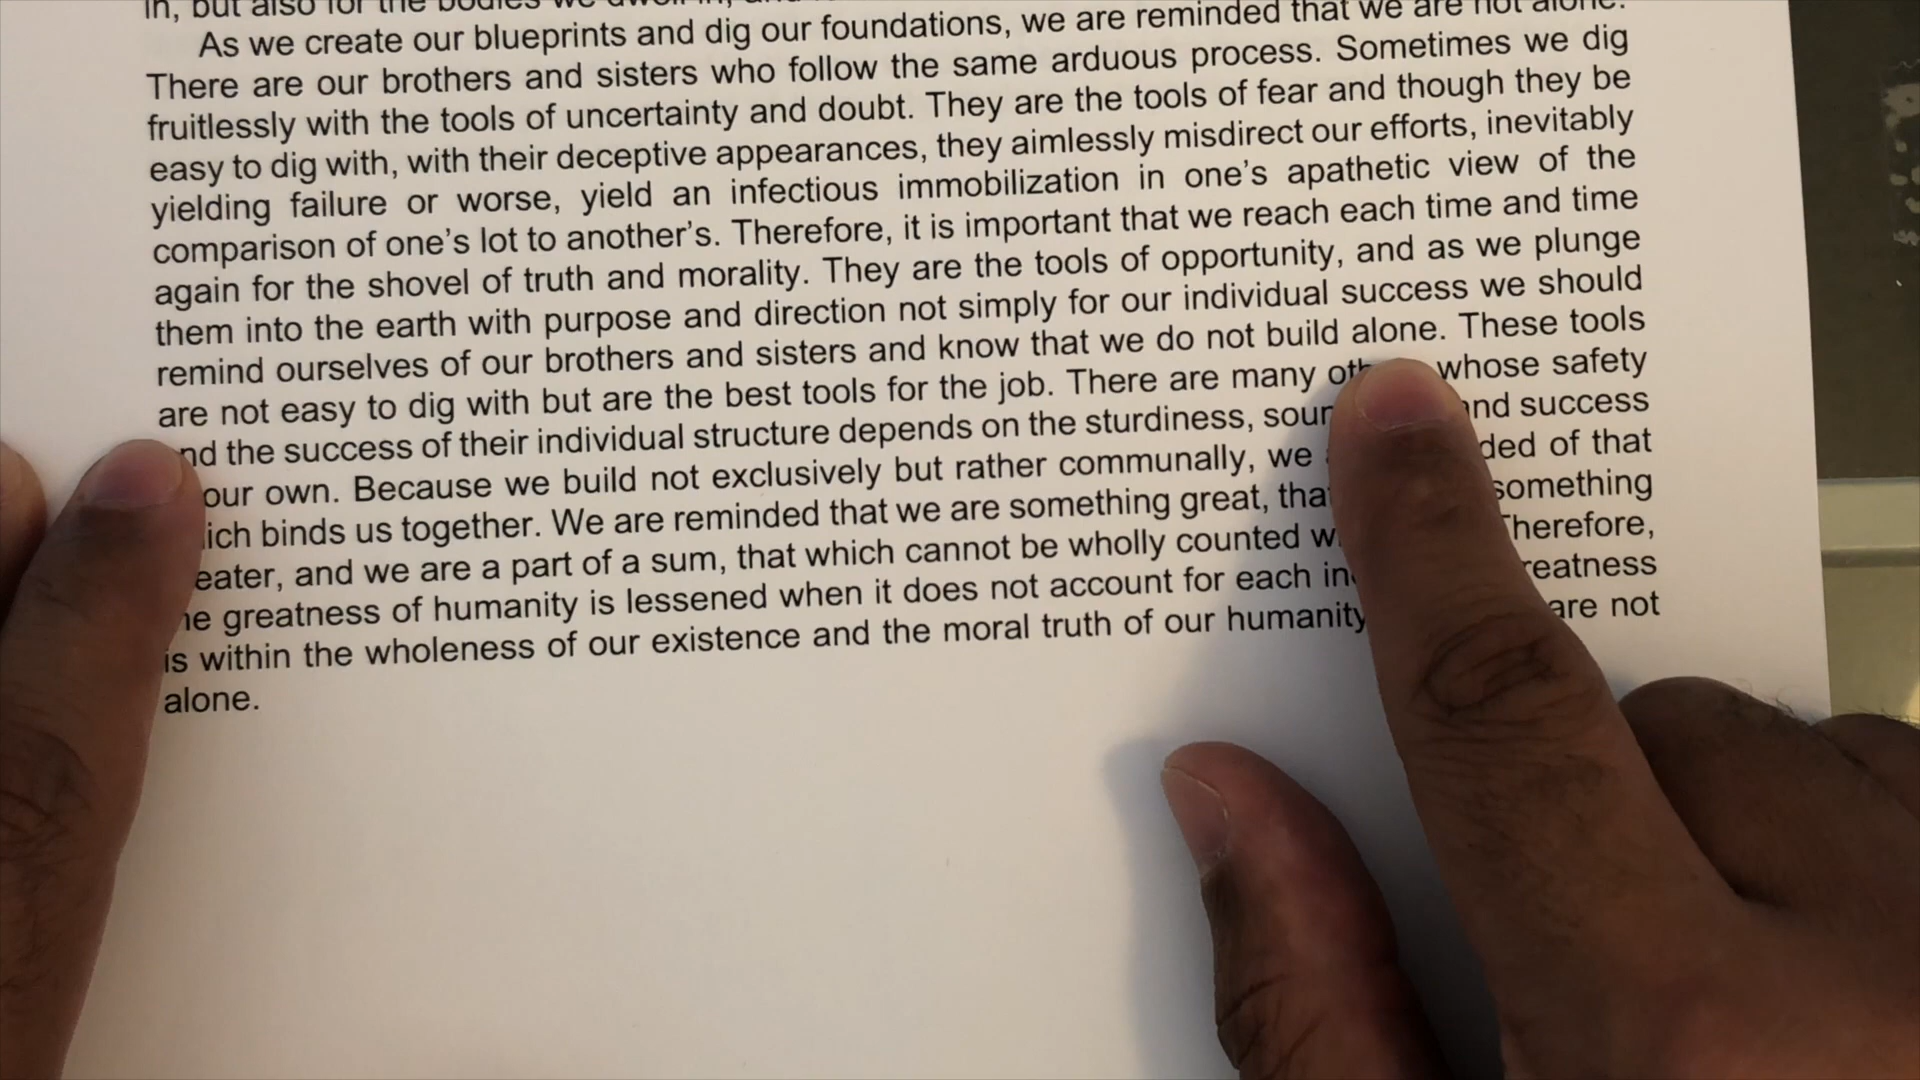 in, but also for the bodies we dwell in,
As we create our blueprints and dig our foundations, we are reminded that we are not alone.
There are our brothers and sisters who follow the same arduous process. Sometimes we dig
fruitlessly with the tools of uncertainty and doubt. They are the tools of fear and though they be
easy to dig with, with their deceptive appearances, they aimlessly misdirect our efforts, inevitably
yielding failure or worse, yield an infectious immobilization in one's apathetic view of the
comparison of one's lot to another's. Therefore, it is important that we reach each time and time
again for the shovel of truth and morality. They are the tools of opportunity, and as we plunge
them into the earth with purpose and direction not simply for our individual success we should
remind ourselves of our brothers and sisters and know that we do not build alone. These tools
are not easy to dig with but are the best tools for the job. There are many whose safety
the success of their individual structure depends on the sturdiness, success
our own. Because we build not exclusively but rather communally, we of that
binds us together. We are reminded that we are something great, something
and we are a part of a sum, that which cannot be wholly counted Therefore,
greatness of humanity is lessened when it does not account for each
is within the wholeness of our existence and the moral truth of our humanity are not
alone.